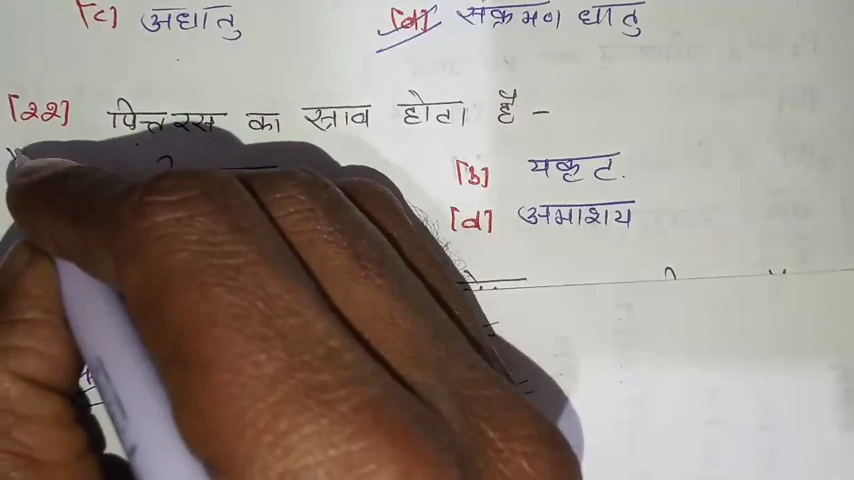 [c] अधातु [d] संक्रमण धातु
[22] पित्तरस का स्त्राव होता है -
[b] यकृत.
[d] अमाशय